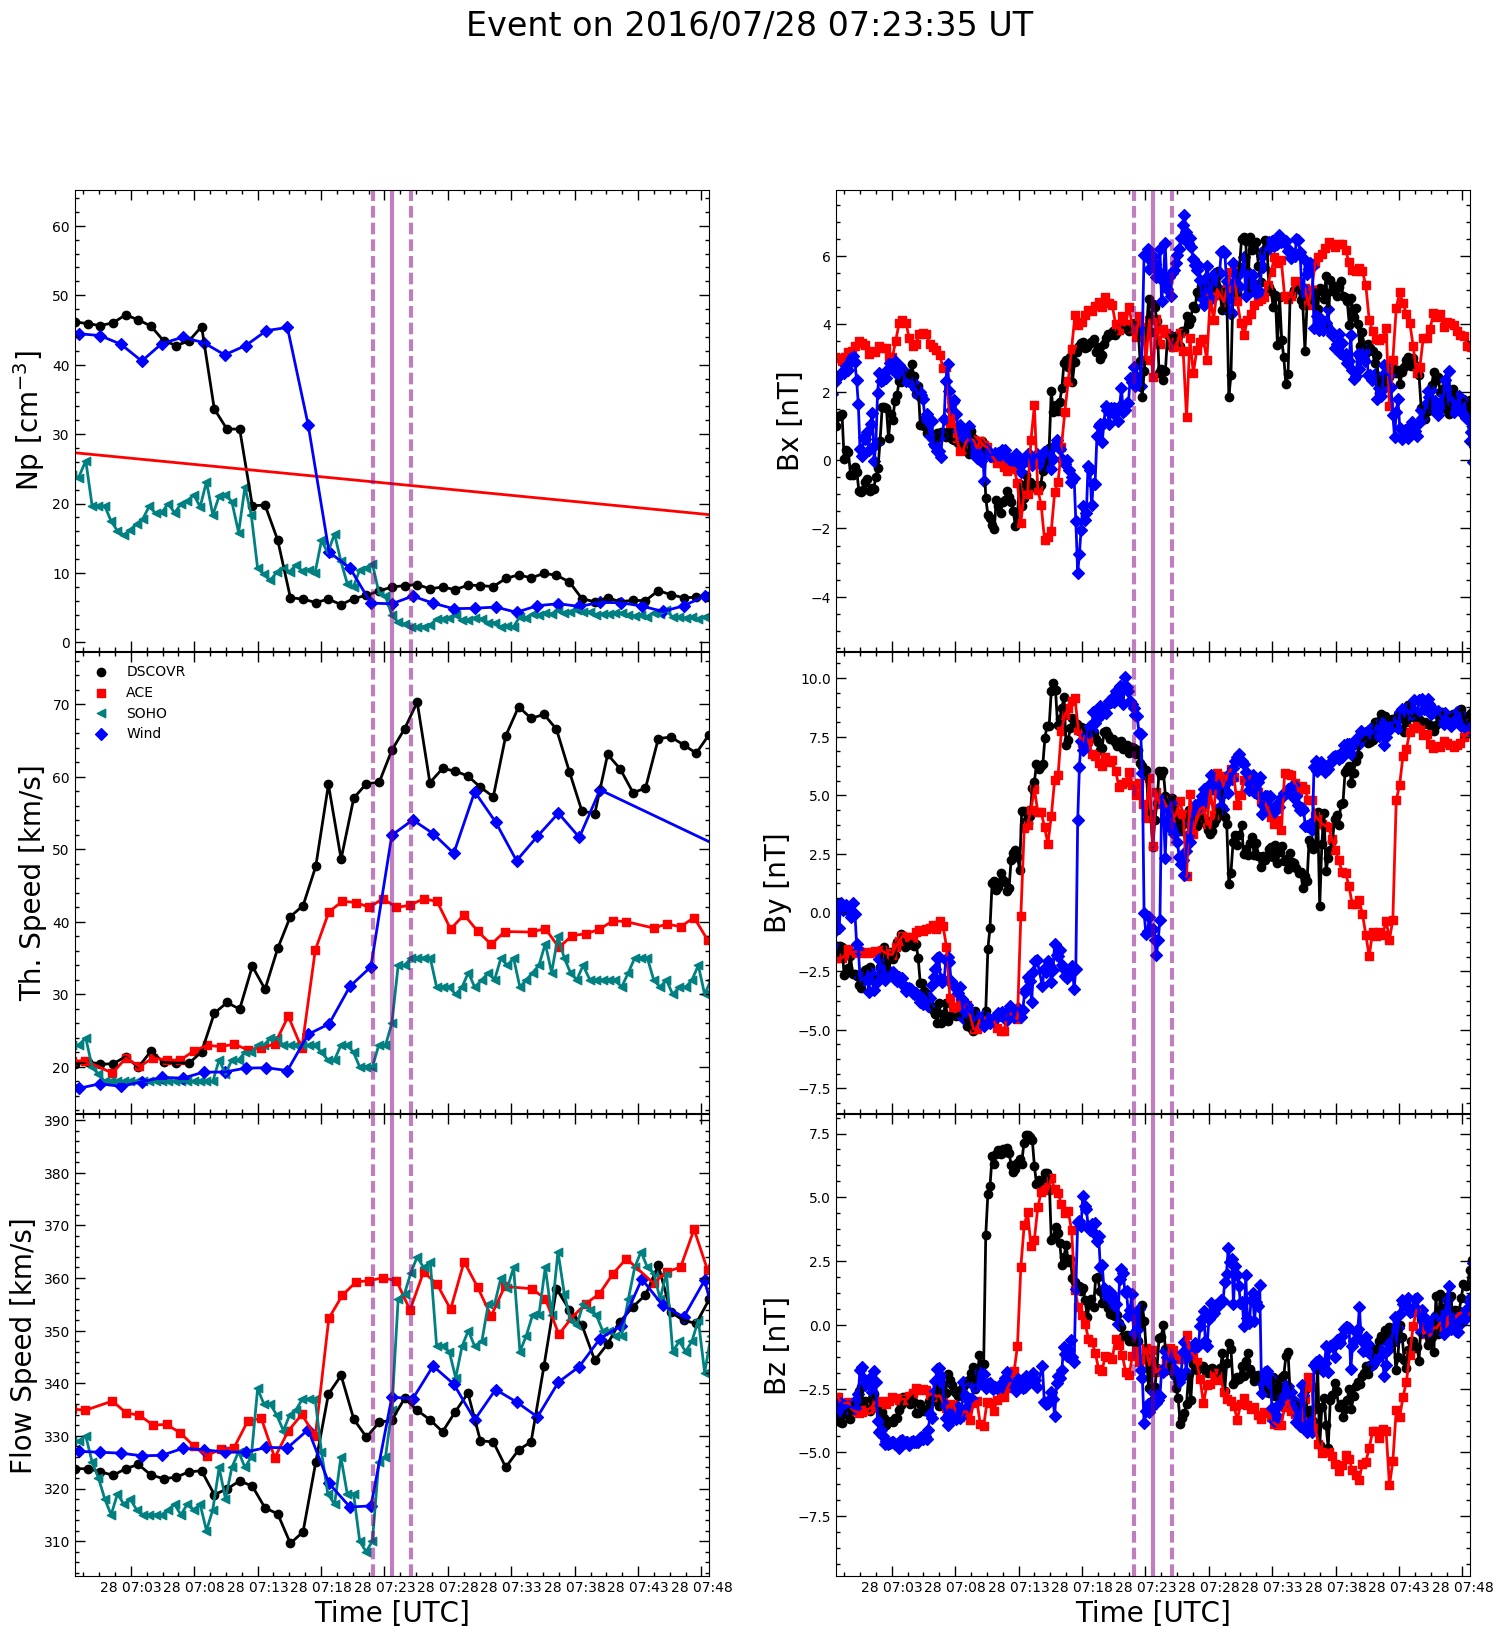 Event on 2016/07/28 07:23:35 UT
Np [cm⁻³]
60
50
40
30
20
10
0
Bx [nT]
6
4
2
0
−2
−4
Th. Speed [km/s]
70
60
50
40
30
20
DSCOVR
ACE
SOHO
Wind
By [nT]
10.0
7.5
5.0
2.5
0.0
−2.5
−5.0
−7.5
Flow Speed [km/s]
390
380
370
360
350
340
330
320
310
28 07:03 28 07:08 28 07:13 28 07:18 28 07:23 28 07:28 28 07:33 28 07:38 28 07:43 28 07:48
Time [UTC]
Bz [nT]
7.5
5.0
2.5
0.0
−2.5
−5.0
−7.5
28 07:03 28 07:08 28 07:13 28 07:18 28 07:23 28 07:28 28 07:33 28 07:38 28 07:43 28 07:48
Time [UTC]